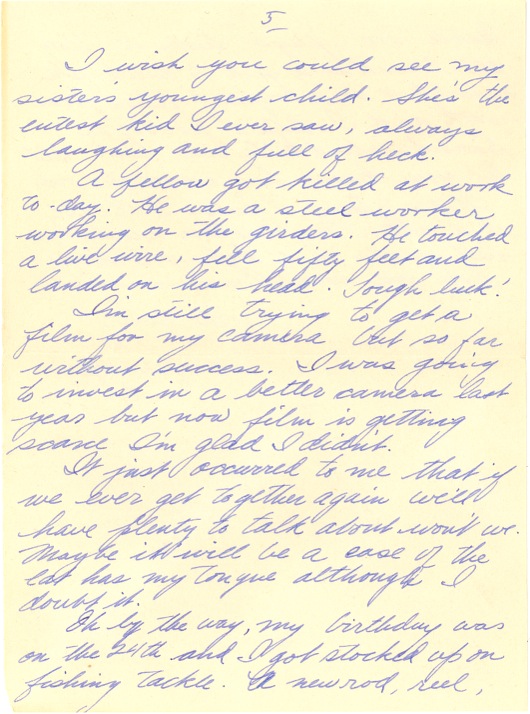 5
I wish you could see my
sister's youngest child. She's the
cutest kid I ever saw, always
laughing and full of heck.
A fellow got killed at work
to-day. He was a steel worker
working on the girders. He touched
a live wire, fell fifty feet and
landed on his head. Tough luck!
I'm still trying to get a
film for my camera but so far
without success. I was going
to invest in a better camera last
year but now film is getting
scarce I'm glad I didn't.
It just occurred to me that if
we ever get together again we'll
have plenty to talk about won't we.
Maybe it will be a case of the
cat has my tongue although I
doubt it.
Oh by the way, my birthday was
on the 24th and I got stocked up on
fishing tackle. A new rod, reel,